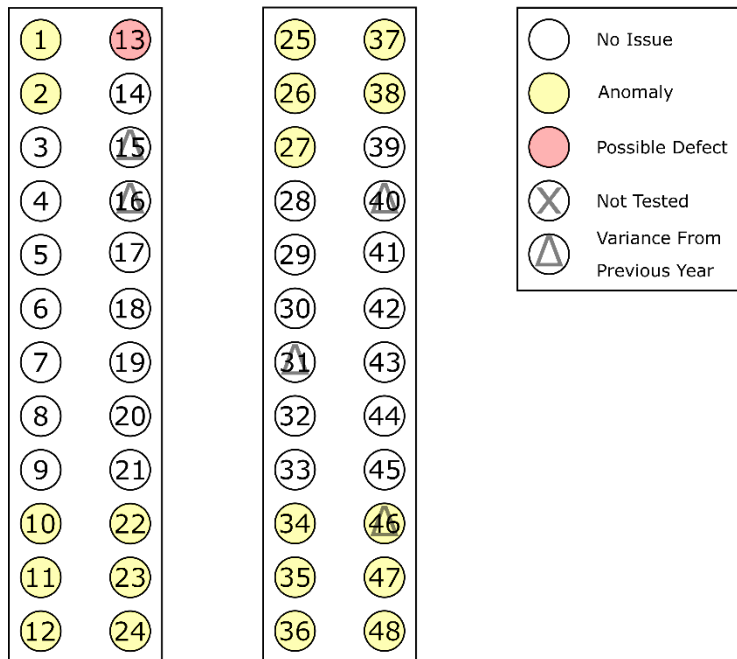 1 13 25 37
2 14 26 38
3 15 27 39
4 16 28 40
5 17 29 41
6 18 30 42
7 19 31 43
8 20 32 44
9 21 33 45
10 22 34 46
11 23 35 47
12 24 36 48
No Issue
Anomaly
Possible Defect
X Not Tested
Δ Variance From
Previous Year